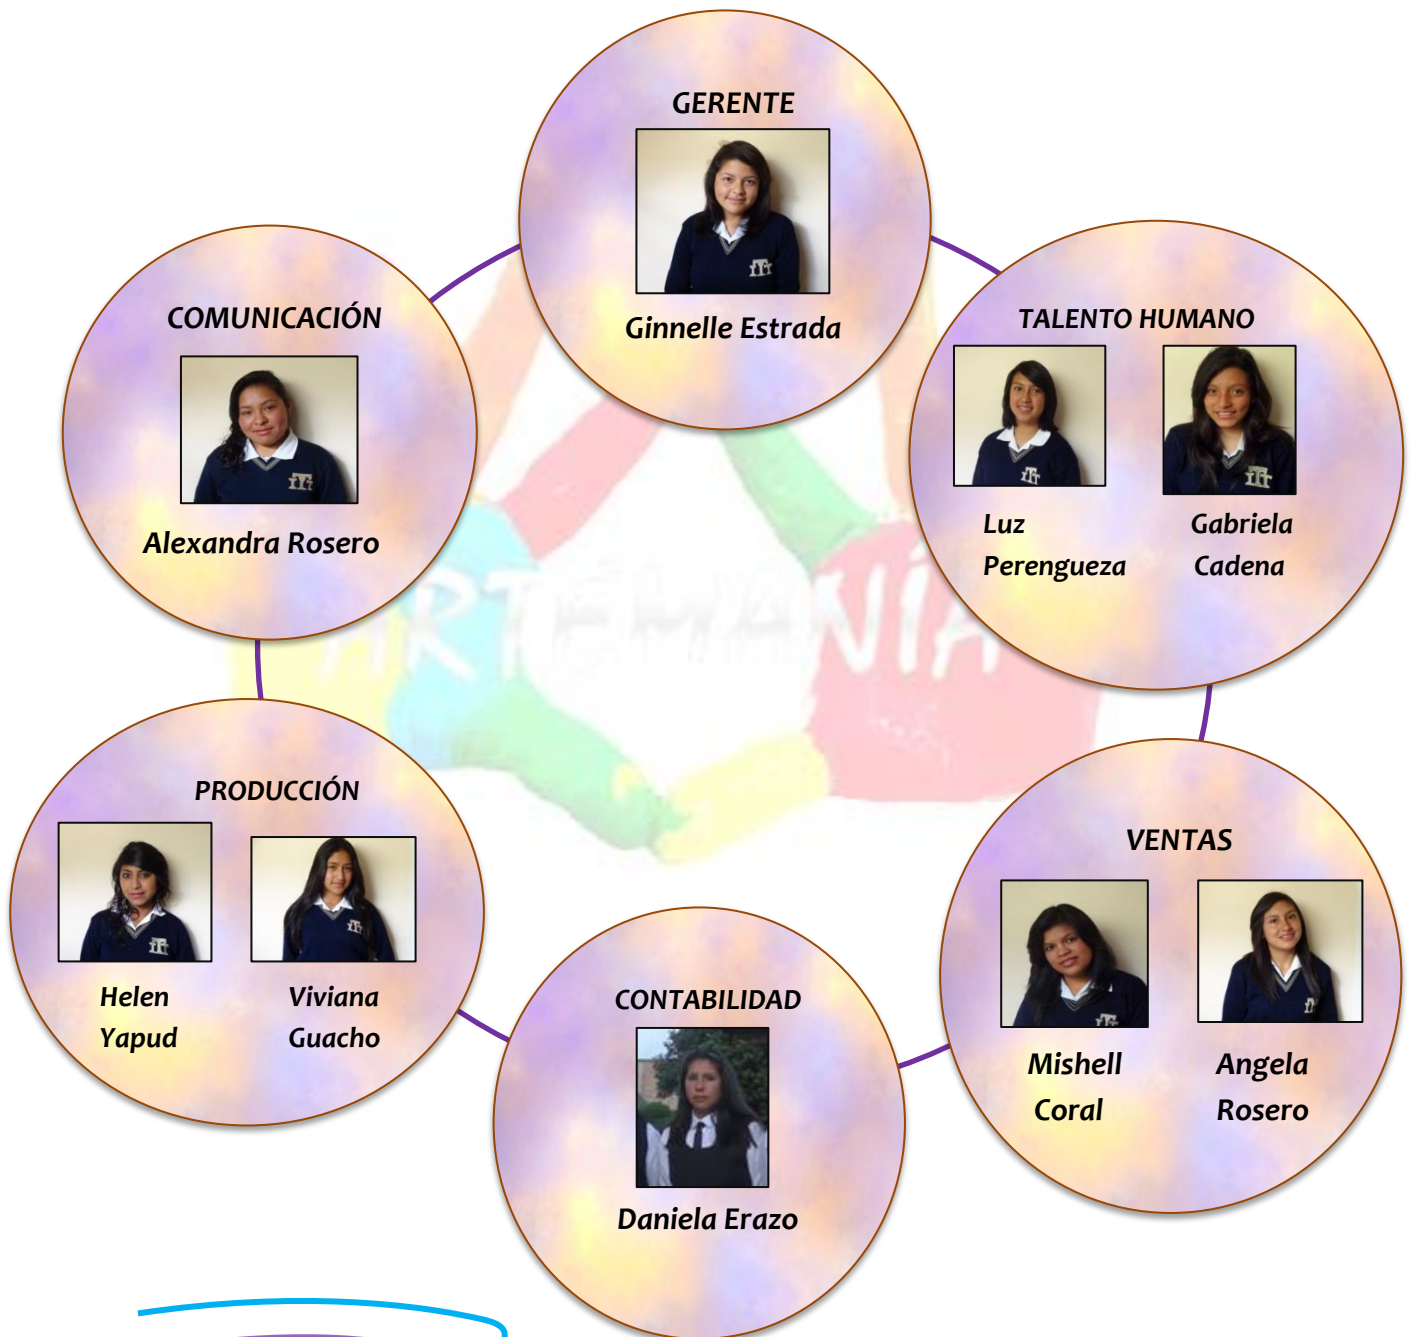 GERENTE
Ginnelle Estrada
COMUNICACIÓN
Alexandra Rosero
TALENTO HUMANO
Luz Perengueza
Gabriela Cadena
ARTEMANÍA
PRODUCCIÓN
Helen Yapud
Viviana Guacho
VENTAS
Mishell Coral
Angela Rosero
CONTABILIDAD
Daniela Erazo